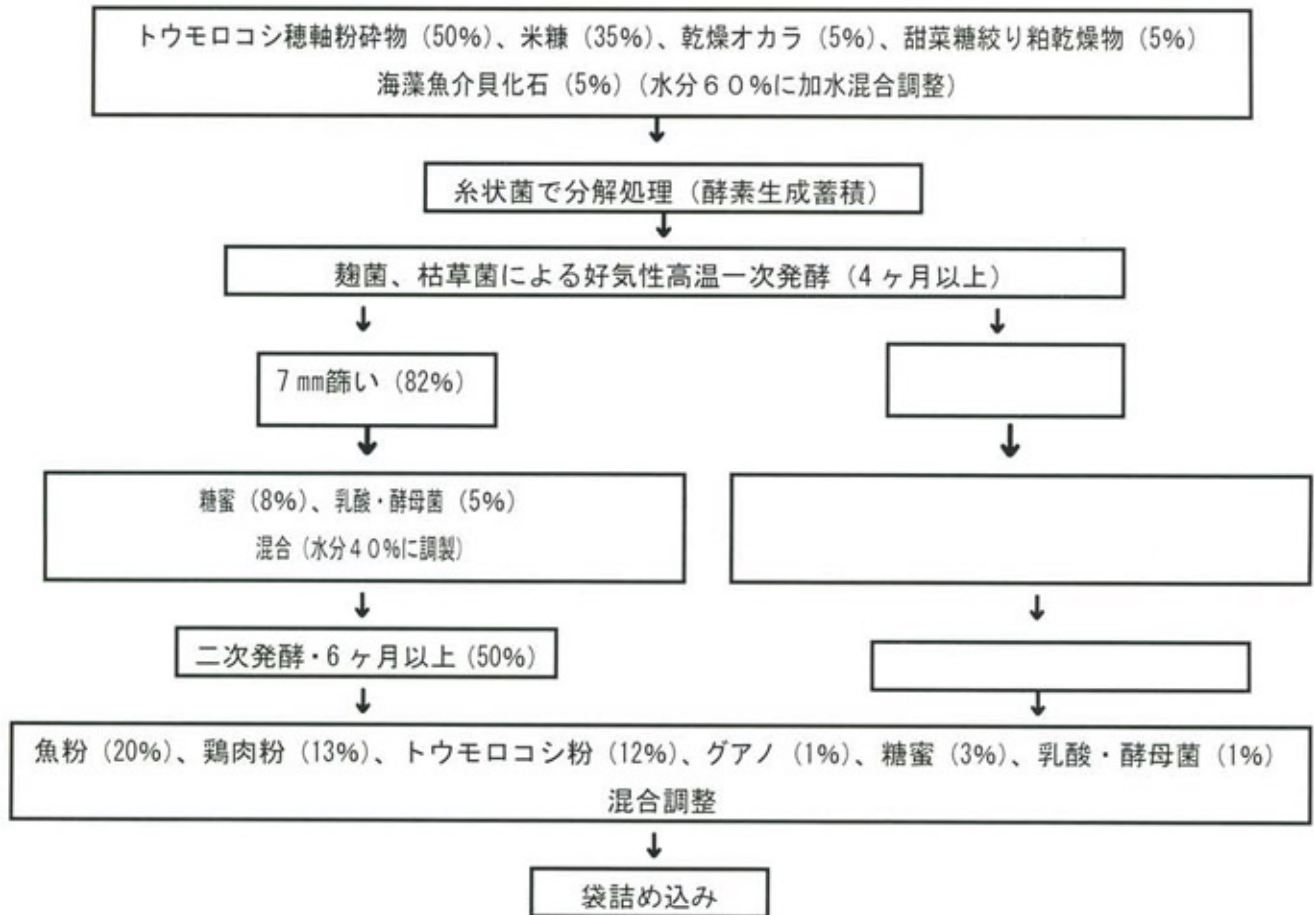 トウモロコシ穂軸粉砕物（50％）、米糠（35％）、乾燥オカラ（5％）、甜菜糖絞り粕乾燥物（5％）
海藻魚介貝化石（5％）（水分６０％に加水混合調整）
糸状菌で分解処理（酵素生成蓄積）
麹菌、枯草菌による好気性高温一次発酵（4ヶ月以上）
7㎜篩い（82％）
糖蜜（8％）、乳酸・酵母菌（5％）
混合（水分４０％に調製）
二次発酵・6ヶ月以上（50％）
魚粉（20％）、鶏肉粉（13％）、トウモロコシ粉（12％）、グアノ（1％）、糖蜜（3％）、乳酸・酵母菌（1％）
混合調整
袋詰め込み